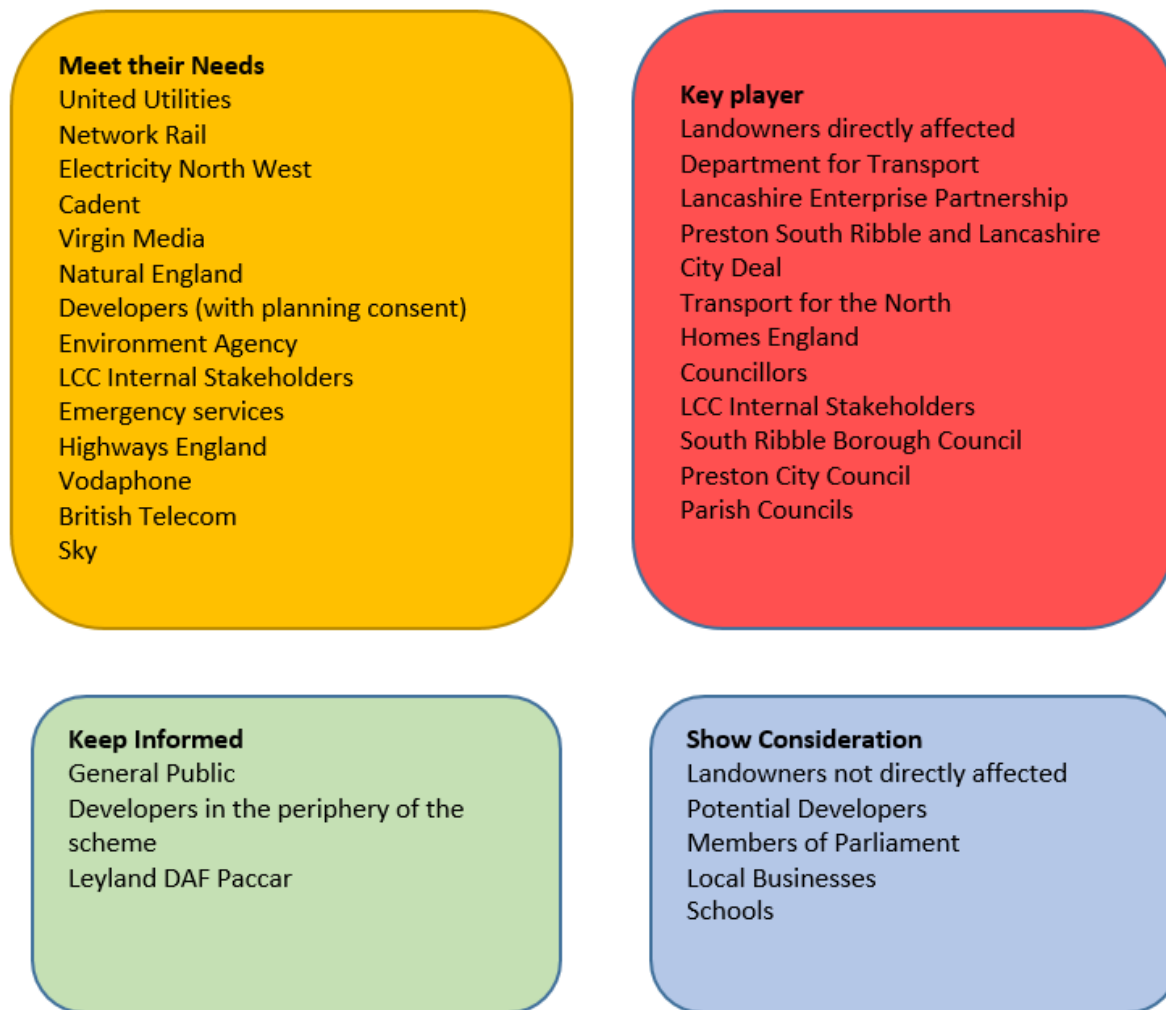 Meet their Needs
United Utilities
Network Rail
Electricity North West
Cadent
Virgin Media
Natural England
Developers (with planning consent)
Environment Agency
LCC Internal Stakeholders
Emergency services
Highways England
Vodaphone
British Telecom
Sky
Key player
Landowners directly affected
Department for Transport
Lancashire Enterprise Partnership
Preston South Ribble and Lancashire
City Deal
Transport for the North
Homes England
Councillors
LCC Internal Stakeholders
South Ribble Borough Council
Preston City Council
Parish Councils
Keep Informed
General Public
Developers in the periphery of the
scheme
Leyland DAF Paccar
Show Consideration
Landowners not directly affected
Potential Developers
Members of Parliament
Local Businesses
Schools